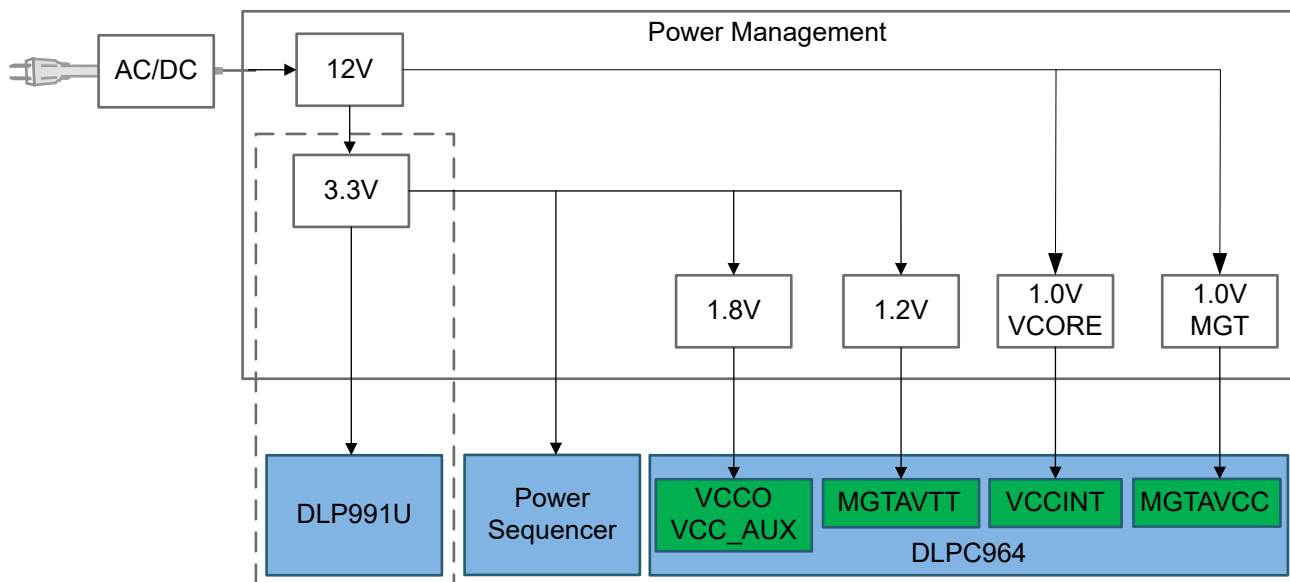 Power Management
AC/DC
12V
3.3V
1.8V
1.2V
1.0V
VCORE
1.0V
MGT
DLP991U
Power
Sequencer
VCCO
VCC_AUX
MGTAVTT
VCCINT
MGTAVCC
DLPC964